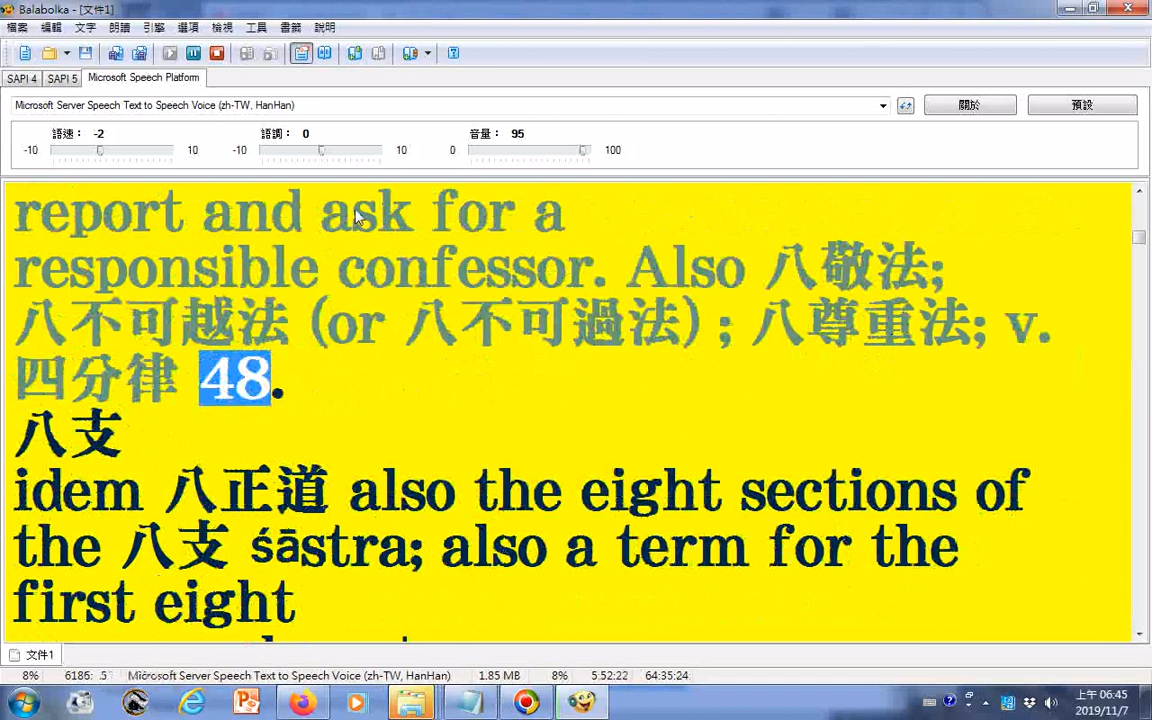 Balabolka - [文件1]
檔案 編輯 文字 朗讀 引擎 選項 檢視 工具 書籤 說明
SAPI 4 SAPI 5 Microsoft Speech Platform
Microsoft Server Speech Text to Speech Voice (zh-TW, HanHan) 關於 預設
語速: -2 語調: 0 音量: 95
-10 10 -10 10 0 100
report and ask for a
responsible confessor. Also 八敬法;
八不可越法 (or 八不可過法) ; 八尊重法; v.
四分律 48.
八支
idem 八正道 also the eight sections of
the 八支 śāstra; also a term for the
first eight
文件1
8% Microsoft Server Speech Text to Speech Voice (zh-TW, HanHan) 1.85 MB 8% 5:52:22 64:35:24
上午 06:45
2019/11/7